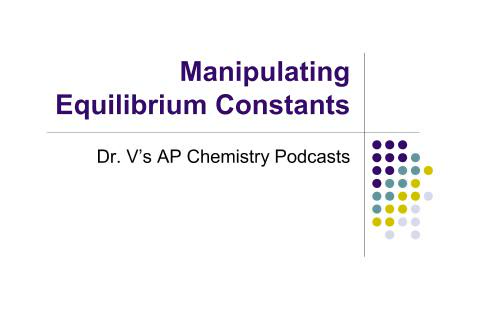 Manipulating
Equilibrium Constants
Dr. V's AP Chemistry Podcasts